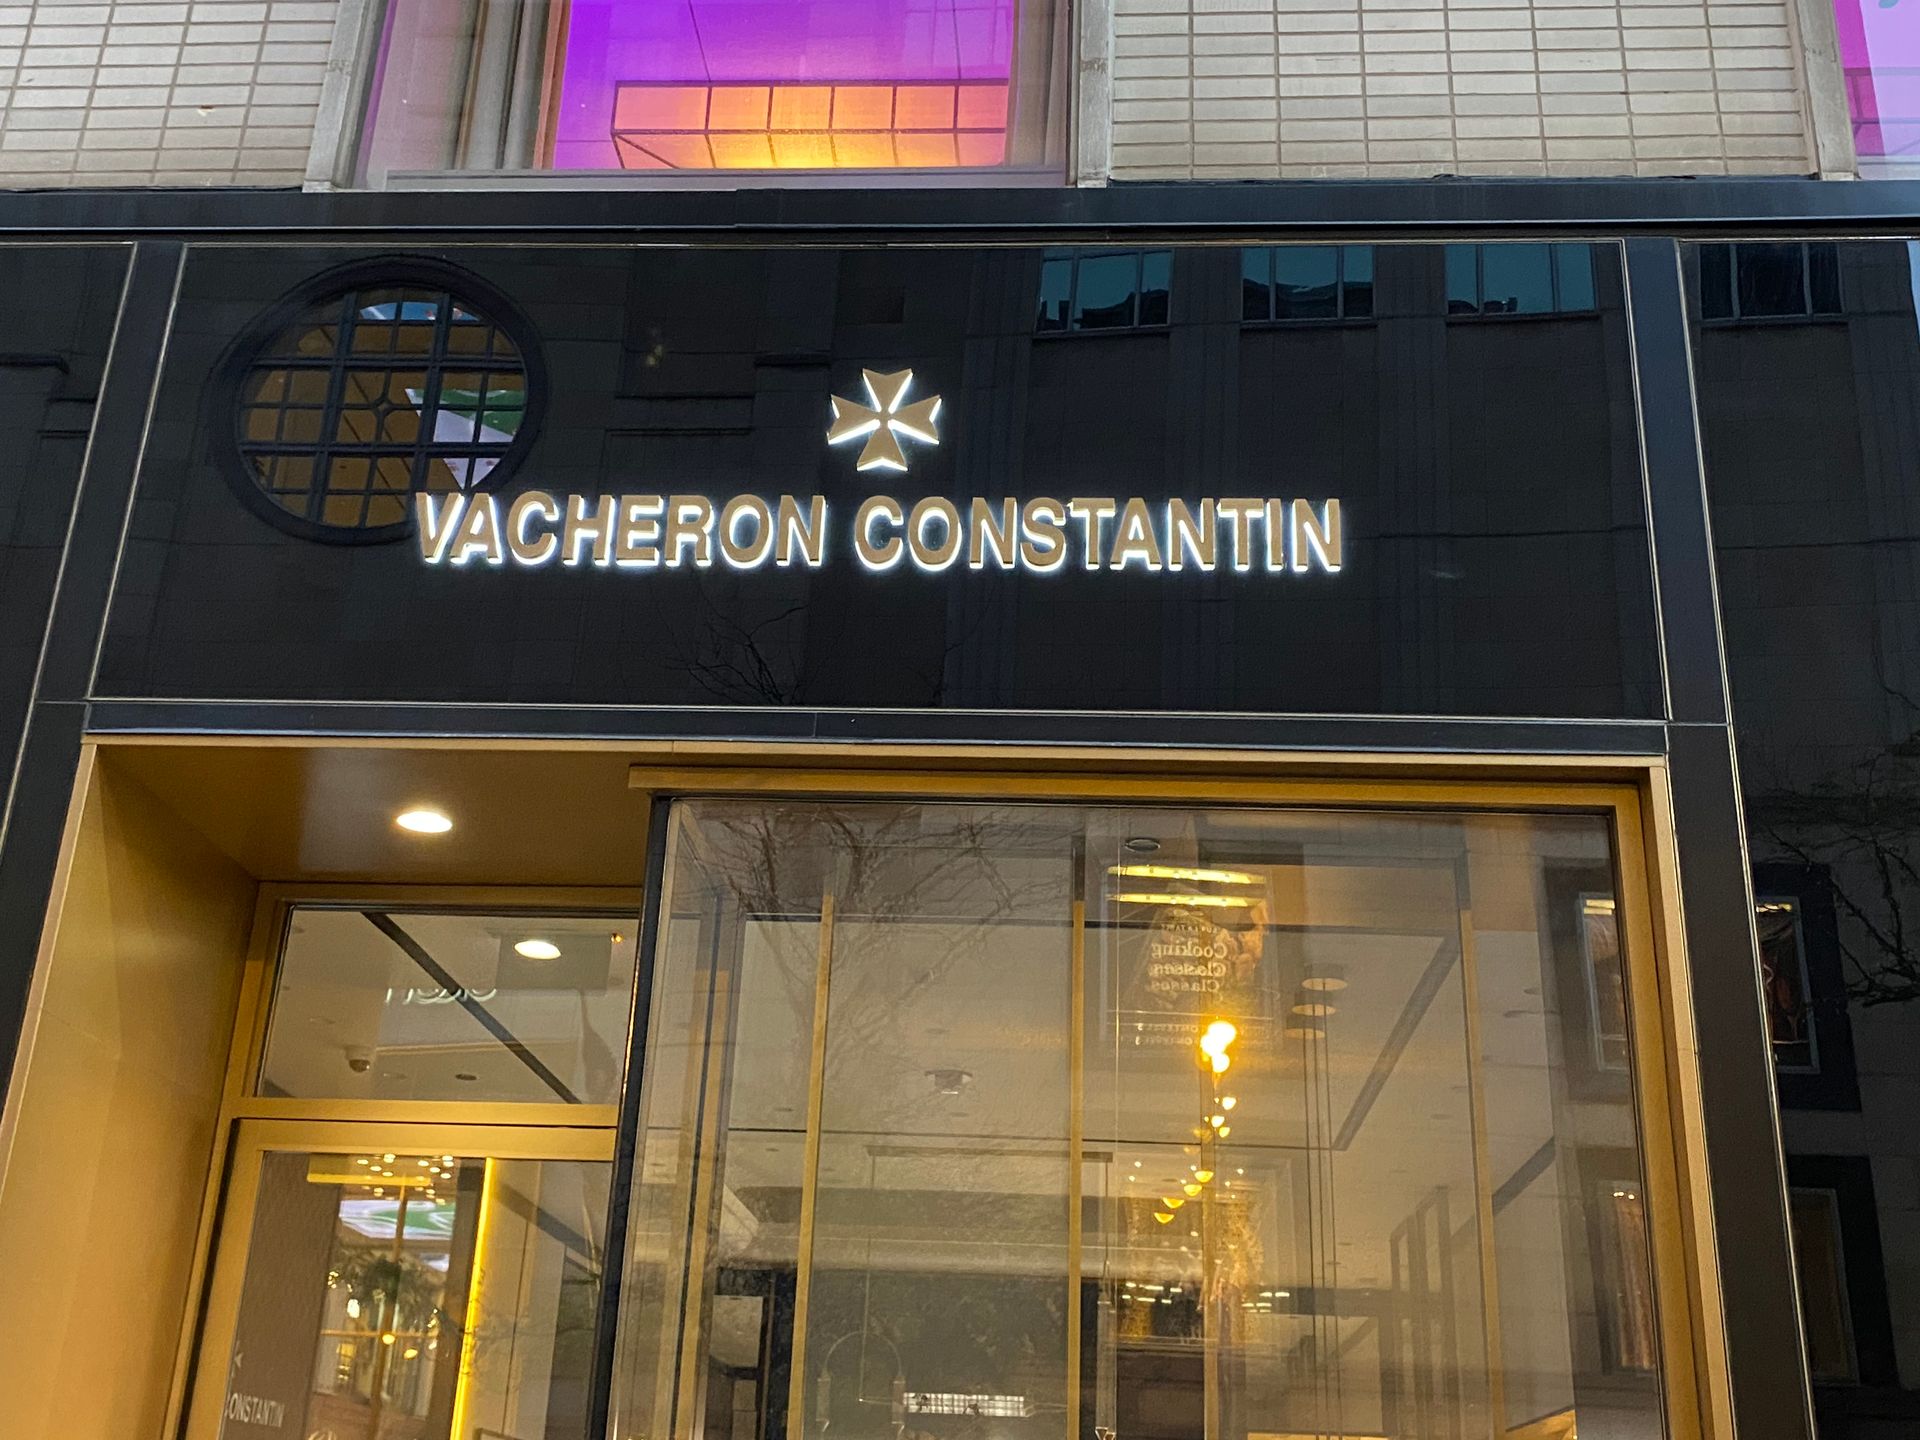 VACHERON CONSTANTIN
Cooking
Classes
CONSTANTIN